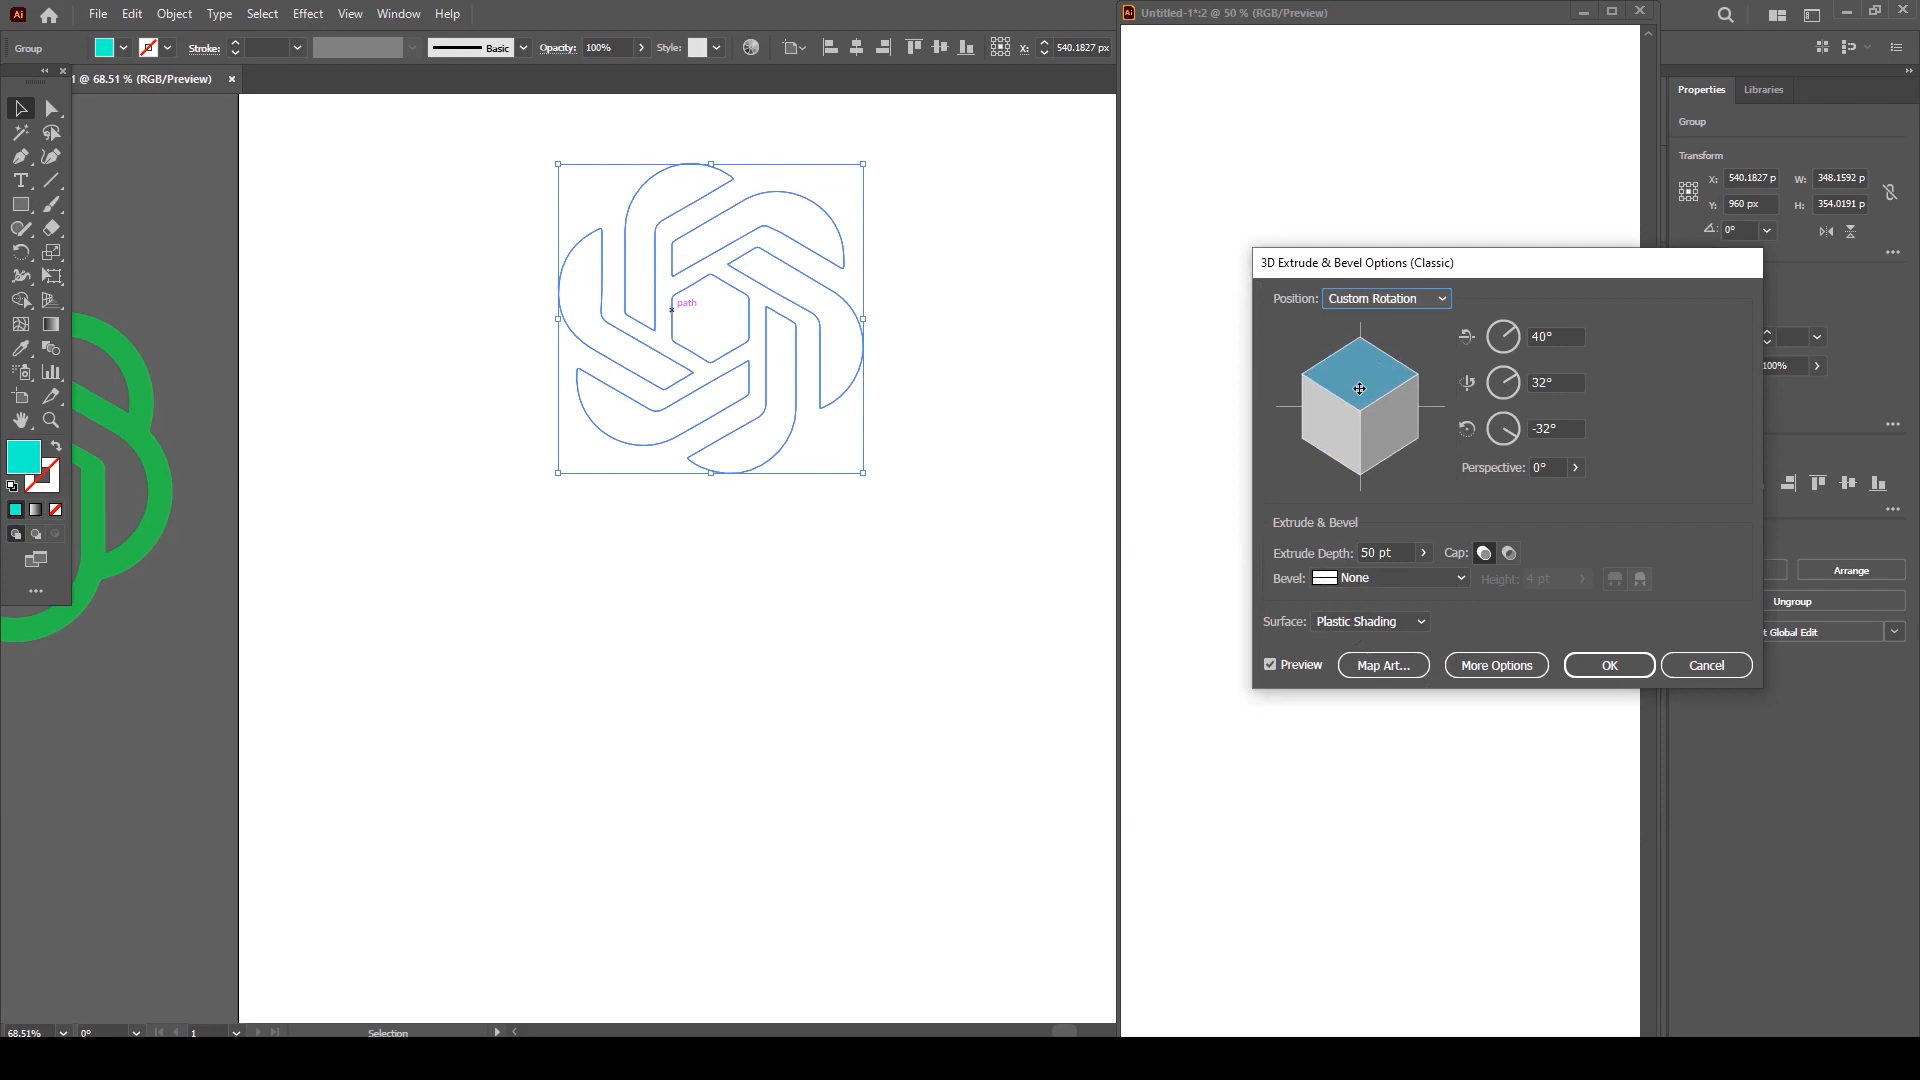 Ai File Edit Object Type Select Effect View Window Help
Ai Untitled-1*:2 @ 50 % (RGB/Preview)
Group Stroke: Basic Opacity: 100% Style: X: 540.1827 px
1 @ 68.51 % (RGB/Preview) ×
Properties Libraries
Group
Transform
X: 540.1827 p W: 348.1592 p
Y: 960 px H: 354.0191 p
0°
path
3D Extrude & Bevel Options (Classic)
Position: Custom Rotation
40°
32°
-32°
Perspective: 0°
100%
Extrude & Bevel
Extrude Depth: 50 pt Cap:
Bevel: None Height: 4 pt
Surface: Plastic Shading
Preview Map Art... More Options OK Cancel
Arrange
Ungroup
t Global Edit
68.51% 0° 1 Selection